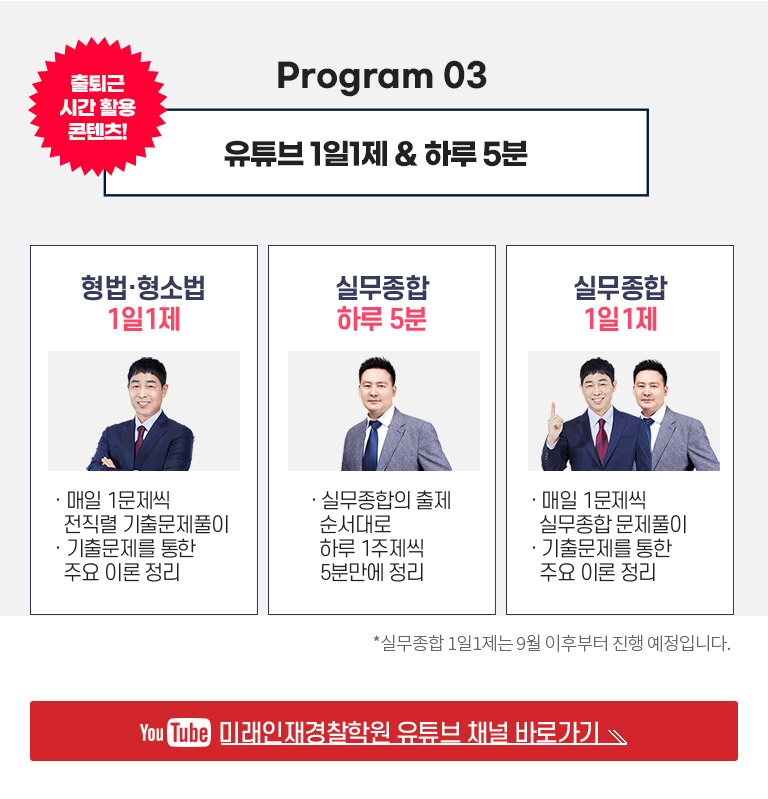 출퇴근
시간 활용
콘텐츠!
Program 03
유튜브 1일1제 & 하루 5분
형법·형소법
1일1제
· 매일 1문제씩
전직렬 기출문제풀이
· 기출문제를 통한
주요 이론 정리
실무종합
하루 5분
· 실무종합의 출제
순서대로
하루 1주제씩
5분만에 정리
실무종합
1일1제
· 매일 1문제씩
실무종합 문제풀이
· 기출문제를 통한
주요 이론 정리
*실무종합 1일1제는 9월 이후부터 진행 예정입니다.
YouTube 미래인재경찰학원 유튜브 채널 바로가기